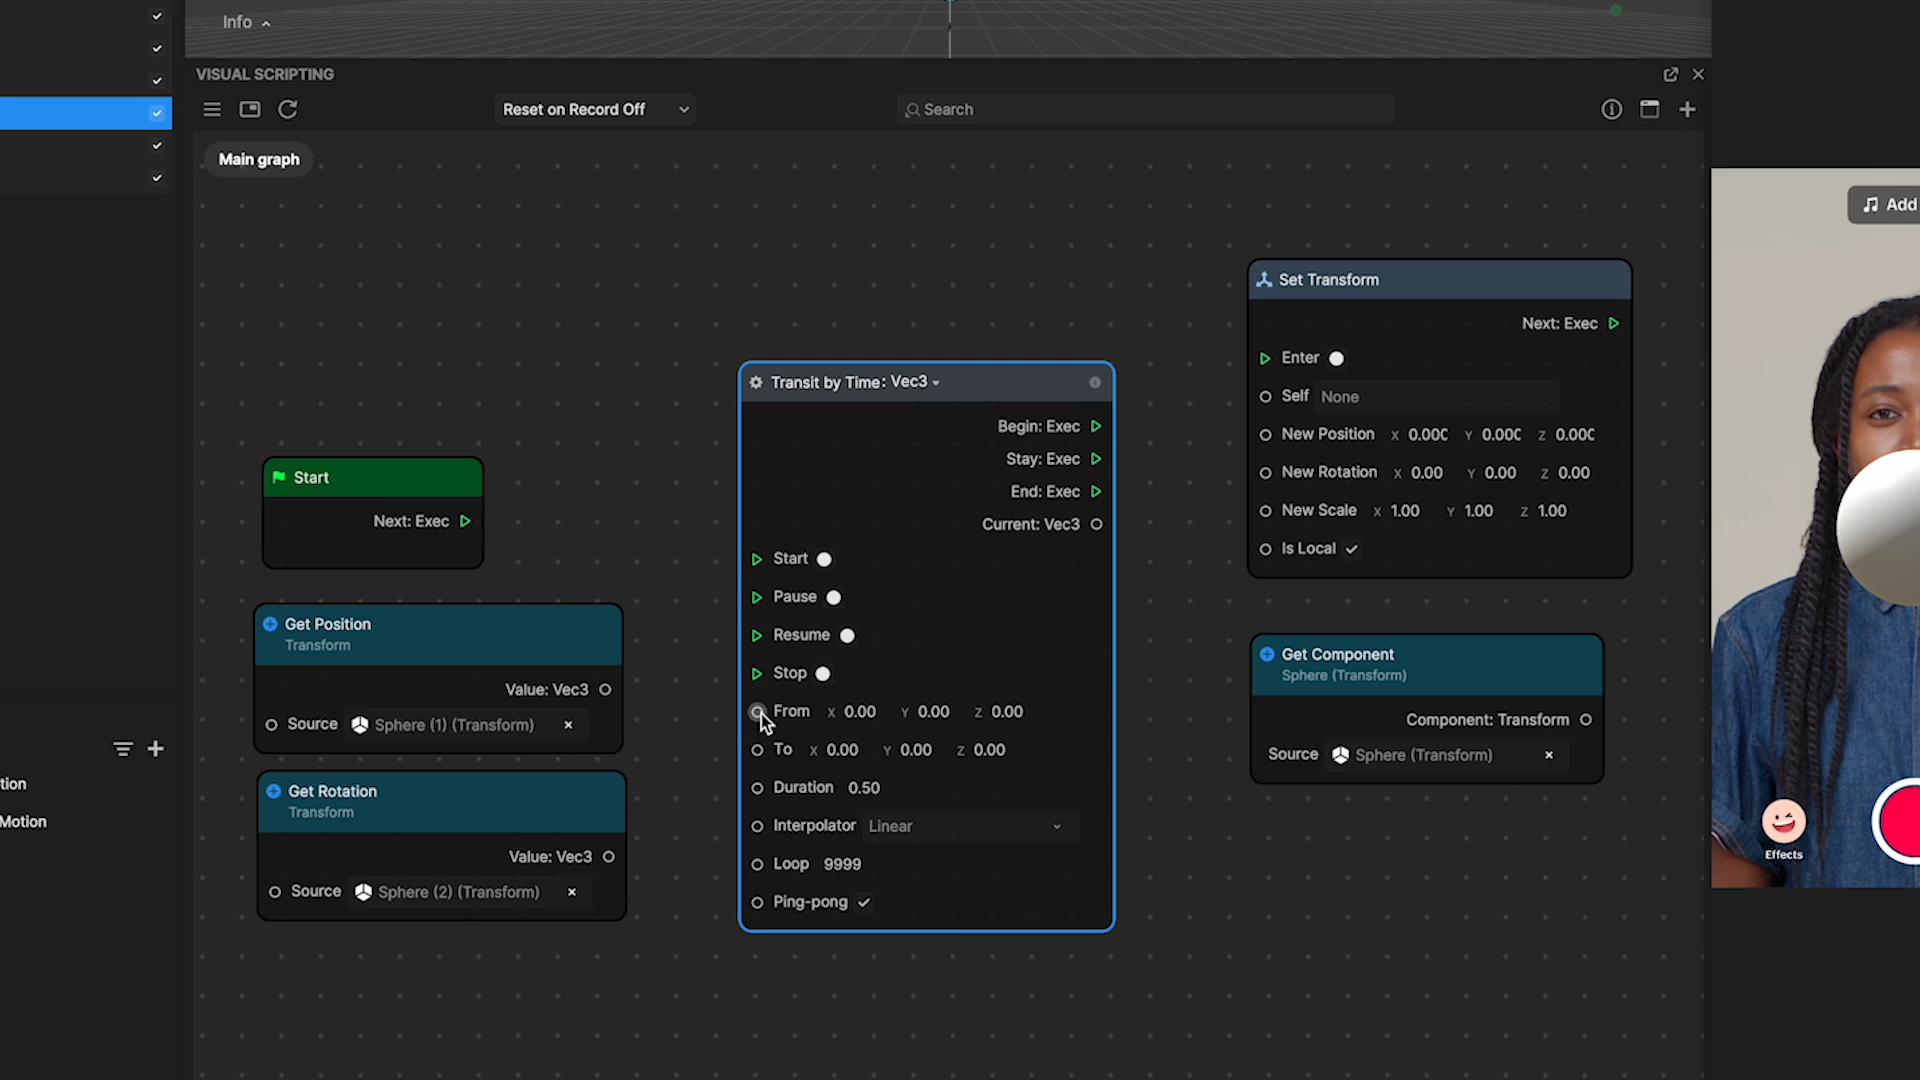 Info
VISUAL SCRIPTING
Reset on Record Off
Search
Main graph
Start
Next: Exec
Get Position
Transform
Value: Vec3
Source Sphere (1) (Transform) ×
Get Rotation
Transform
Value: Vec3
Source Sphere (2) (Transform) ×
Transit by Time: Vec3
Begin: Exec
Stay: Exec
End: Exec
Current: Vec3
Start
Pause
Resume
Stop
From X 0.00 Y 0.00 Z 0.00
To X 0.00 Y 0.00 Z 0.00
Duration 0.50
Interpolator Linear
Loop 9999
Ping-pong
Set Transform
Next: Exec
Enter
Self None
New Position X 0.00C Y 0.00C Z 0.00C
New Rotation X 0.00 Y 0.00 Z 0.00
New Scale X 1.00 Y 1.00 Z 1.00
Is Local
Get Component
Sphere (Transform)
Component: Transform
Source Sphere (Transform) ×
tion
Motion
Add
Effects